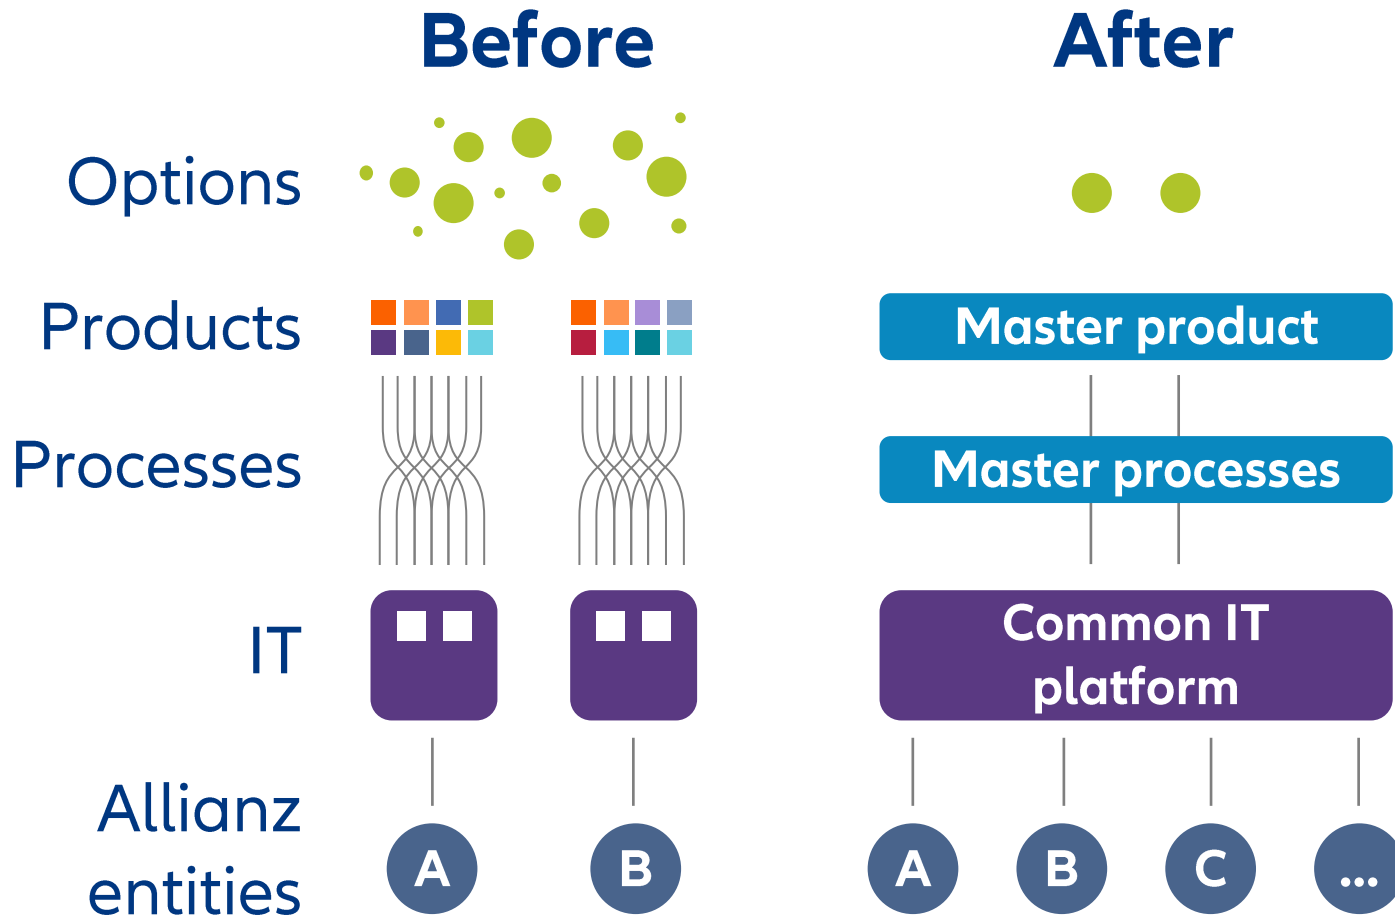 Before
After
Options
Products
Master product
Processes
Master processes
IT
Common IT
platform
Allianz
entities
A
B
A
B
C
...